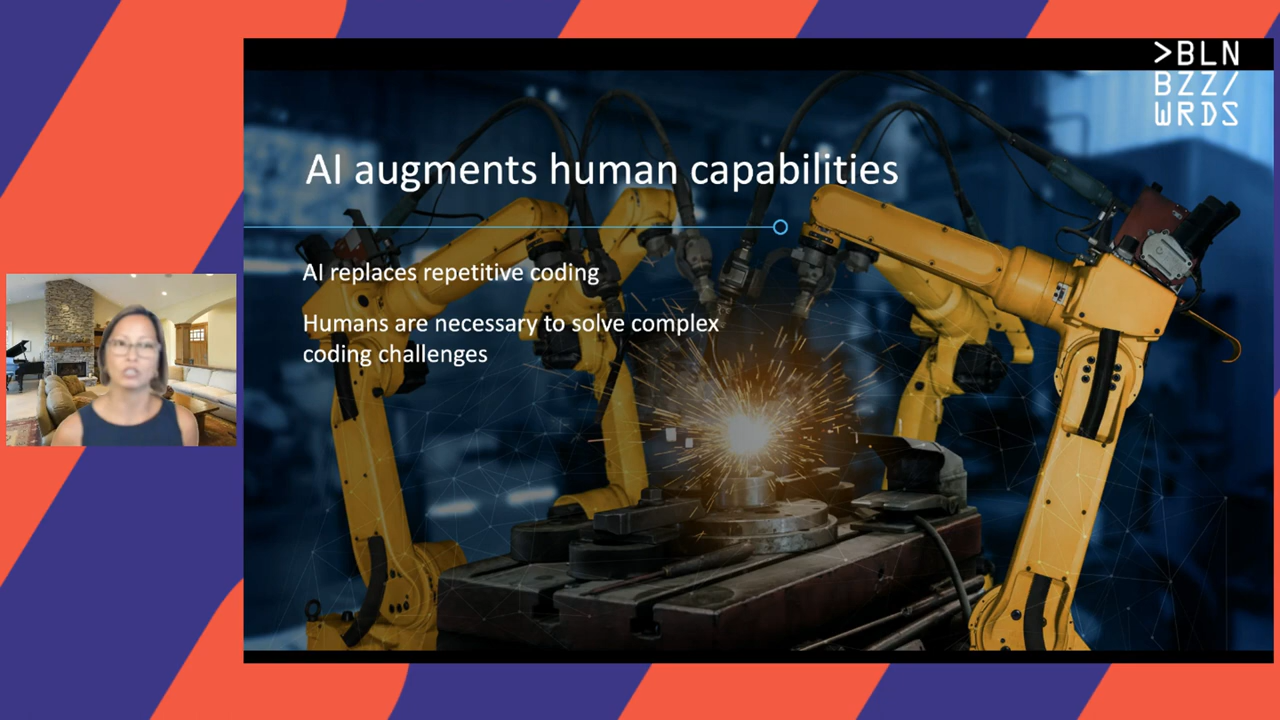 >BLN
BZZ/
WRDS
AI augments human capabilities
AI replaces repetitive coding
Humans are necessary to solve complex
coding challenges